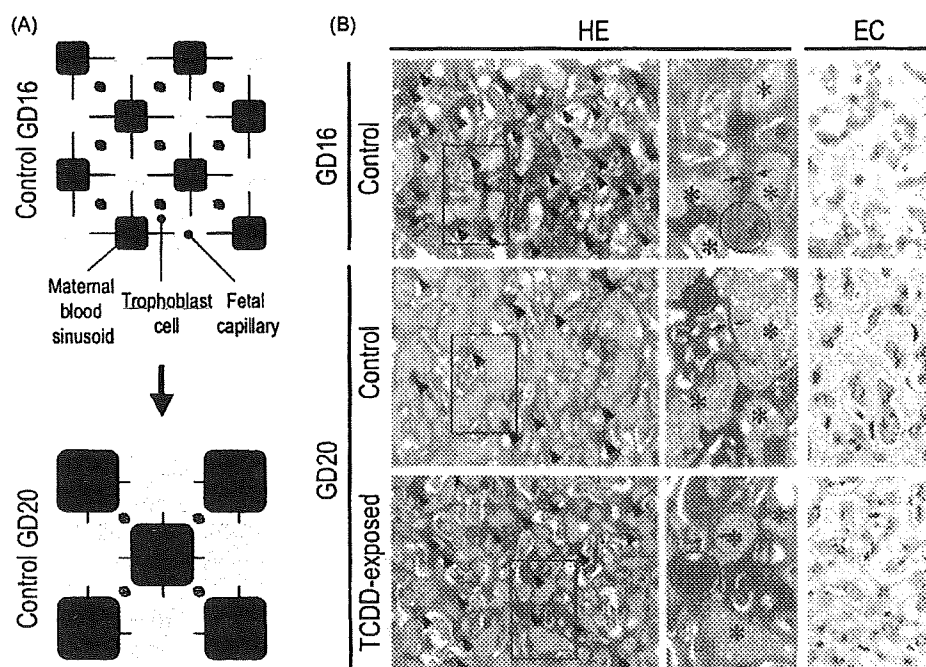 (A)
Control GD16
Maternal
blood
sinusoid
Trophoblast
cell
Fetal
capillary
Control GD20
(B)
HE
EC
GD16
Control
GD20
Control
TCDD-exposed